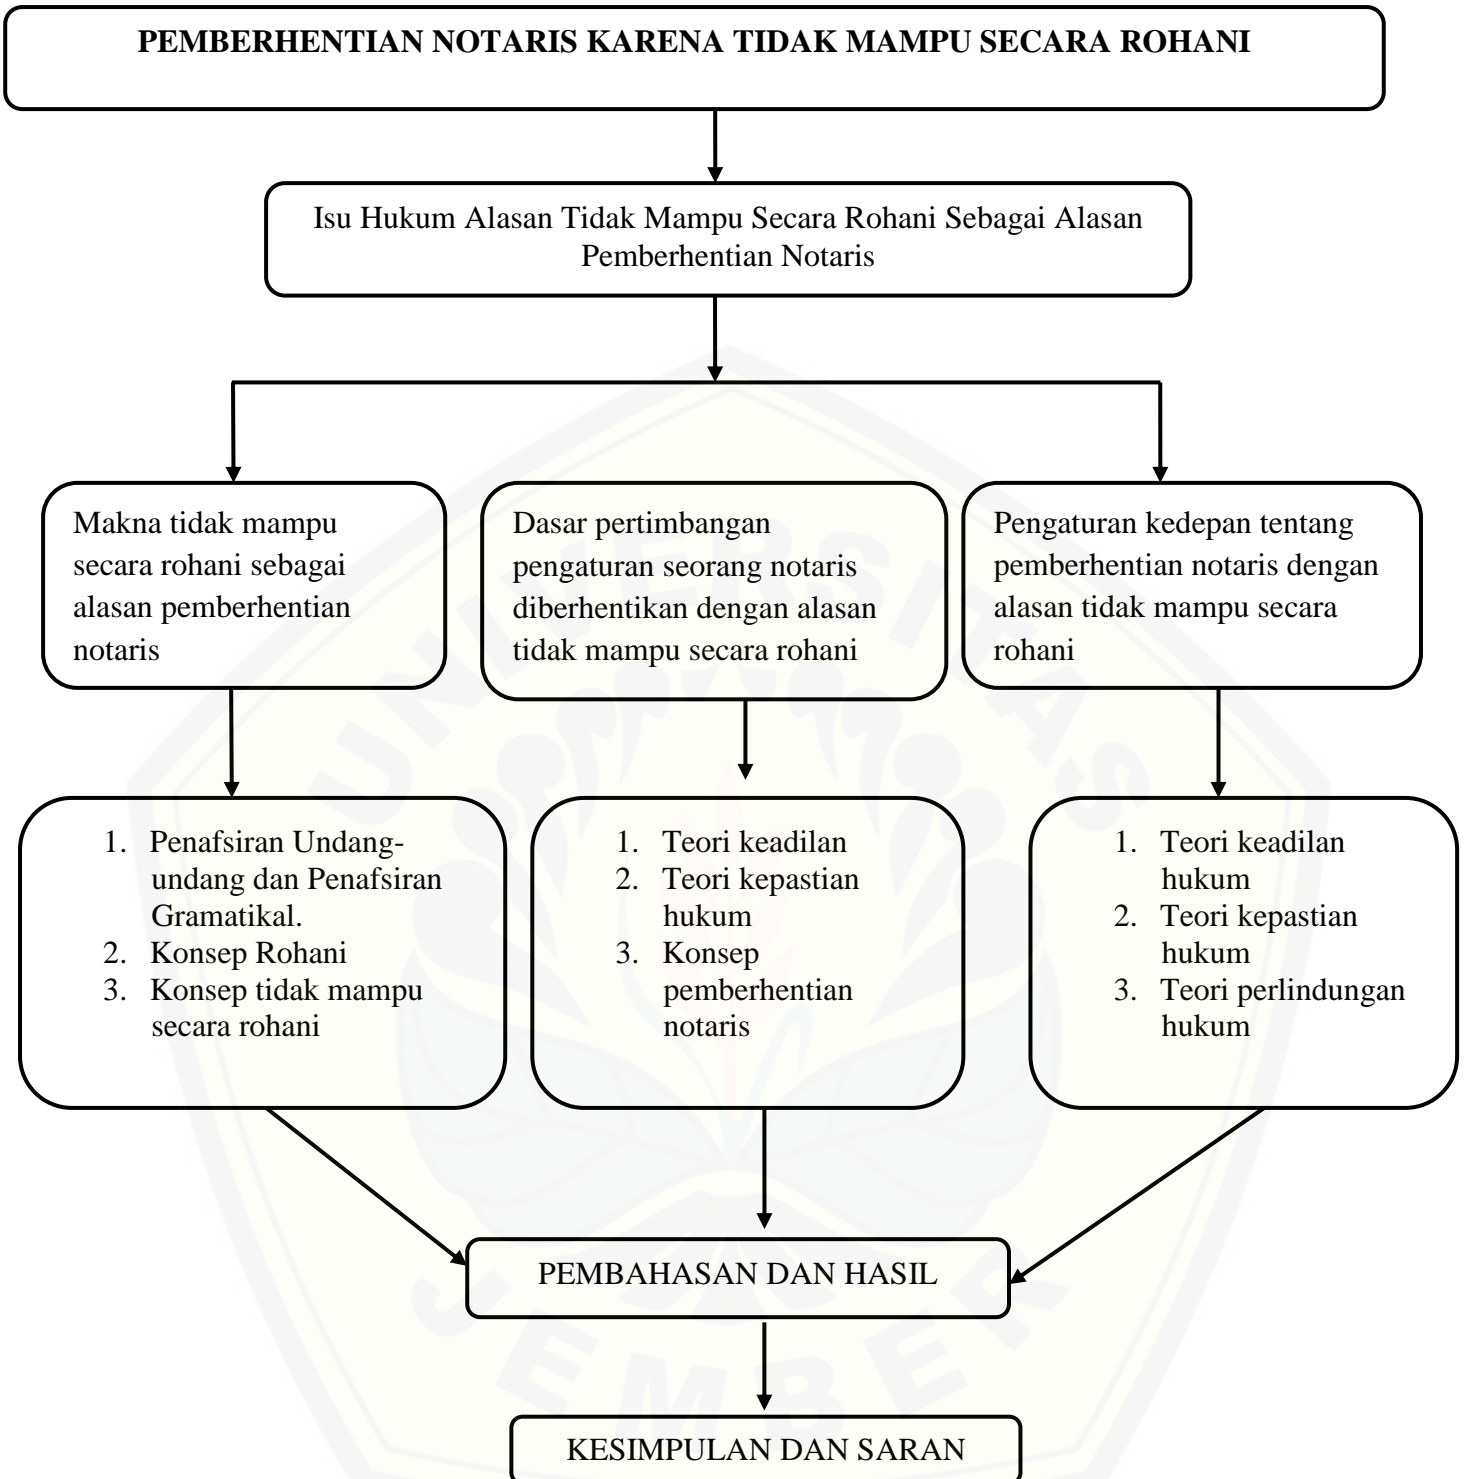 PEMBERHENTIAN NOTARIS KARENA TIDAK MAMPU SECARA ROHANI
Isu Hukum Alasan Tidak Mampu Secara Rohani Sebagai Alasan
Pemberhentian Notaris
Makna tidak mampu
secara rohani sebagai
alasan pemberhentian
notaris
Dasar pertimbangan
pengaturan seorang notaris
diberhentikan dengan alasan
tidak mampu secara rohani
Pengaturan kedepan tentang
pemberhentian notaris dengan
alasan tidak mampu secara
rohani
1. Penafsiran Undang-
undang dan Penafsiran
Gramatikal.
2. Konsep Rohani
3. Konsep tidak mampu
secara rohani
1. Teori keadilan
2. Teori kepastian
hukum
3. Konsep
pemberhentian
notaris
1. Teori keadilan
hukum
2. Teori kepastian
hukum
3. Teori perlindungan
hukum
PEMBAHASAN DAN HASIL
KESIMPULAN DAN SARAN
UNIVERSITAS
JEMBER